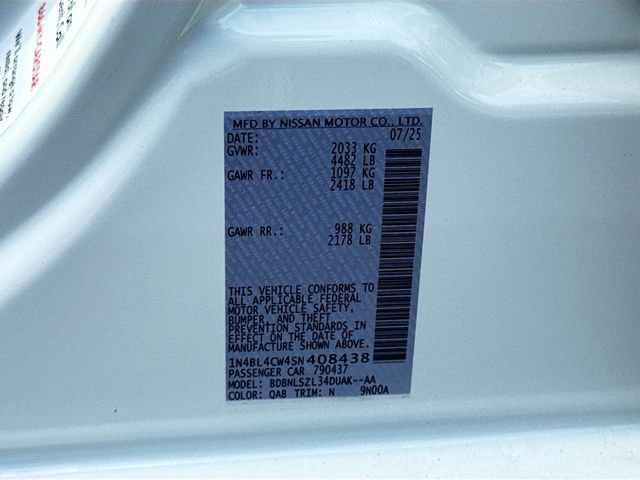 MFD BY NISSAN MOTOR CO., LTD.
DATE: 07/25
GVWR: 2033 KG
4482 LB
GAWR FR.: 1097 KG
2418 LB
GAWR RR.: 988 KG
2178 LB
THIS VEHICLE CONFORMS TO
ALL APPLICABLE FEDERAL
MOTOR VEHICLE SAFETY,
BUMPER, AND THEFT
PREVENTION STANDARDS IN
EFFECT ON THE DATE OF
MANUFACTURE SHOWN ABOVE.
1N4BL4CW4SN408438
PASSENGER CAR 790437
MODEL: BDBNLSZL34DUAK--AA
COLOR: QAB TRIM: N 9N00A